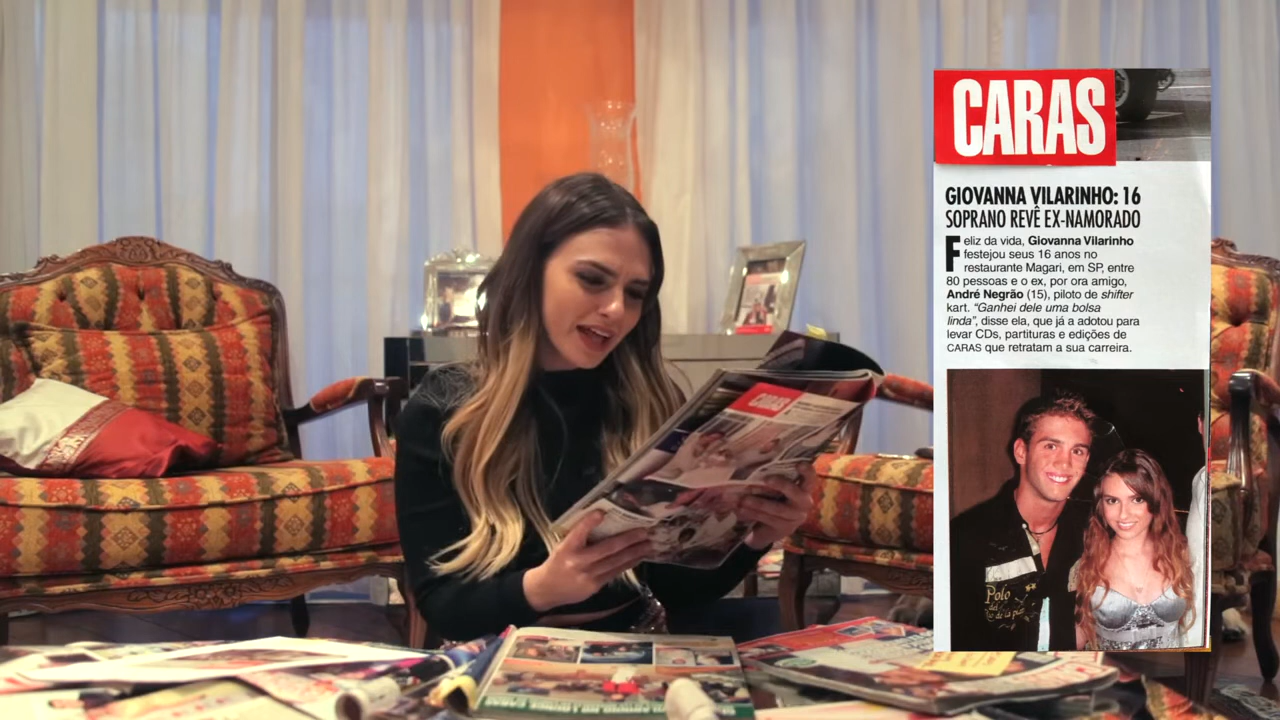 CARAS
GIOVANNA VILARINHO: 16
SOPRANO REVÊ EX-NAMORADO
Feliz da vida, Giovanna Vilarinho
festejou seus 16 anos no
restaurante Magari, em SP, entre
80 pessoas e o ex, por ora amigo,
André Negrão (15), piloto de shifter
kart. “Ganhei dele uma bolsa
linda”, disse ela, que já a adotou para
levar CDs, partituras e edições de
CARAS que retratam a sua carreira.
Polo
CARAS